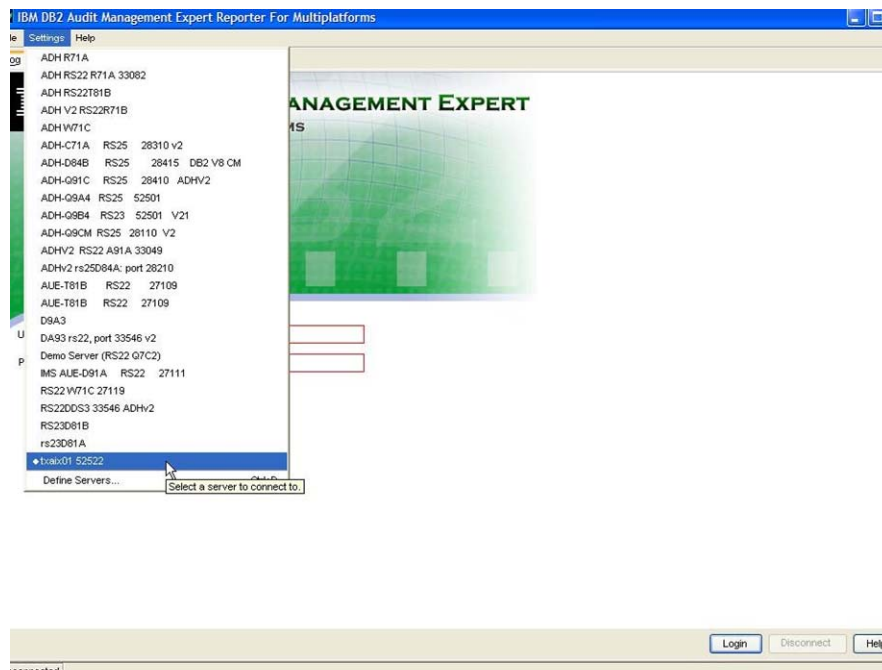 IBM DB2 Audit Management Expert Reporter For Multiplatforms
Settings Help
ADH R71A
ADH RS22 R71A 33082
ADH RS22T81B
ADH V2 RS22R71B
ADH W71C
ADH-C71A RS25 28310 v2
ADH-D84B RS25 28415 DB2 V8 CM
ADH-Q91C RS25 28410 ADHV2
ADH-Q9A4 RS25 52501
ADH-Q9B4 RS23 52501 V21
ADH-Q9CM RS25 28110 V2
ADHV2 RS22 A91A 33049
ADHv2 rs25D84A: port 28210
AUE-T81B RS22 27109
AUE-T81B RS22 27109
D9A3
DA93 rs22, port 33546 v2
Demo Server (RS22 Q7C2)
IMS AUE-D91A RS22 27111
RS22 W71C 27119
RS22DDS3 33546 ADHv2
RS23D81B
rs23D81A
txaix01 52522
Define Servers...
Select a server to connect to.
ANAGEMENT EXPERT
MS
U
P
Login Disconnect Help